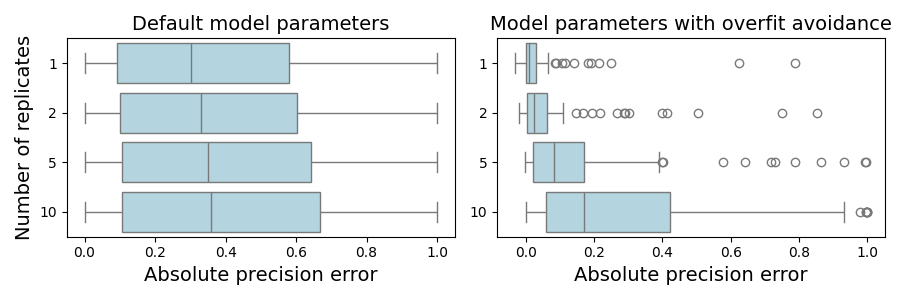 Default model parameters
Model parameters with overfit avoidance
Number of replicates
1
2
5
10
0.0 0.2 0.4 0.6 0.8 1.0
Absolute precision error
1
2
5
10
0.0 0.2 0.4 0.6 0.8 1.0
Absolute precision error